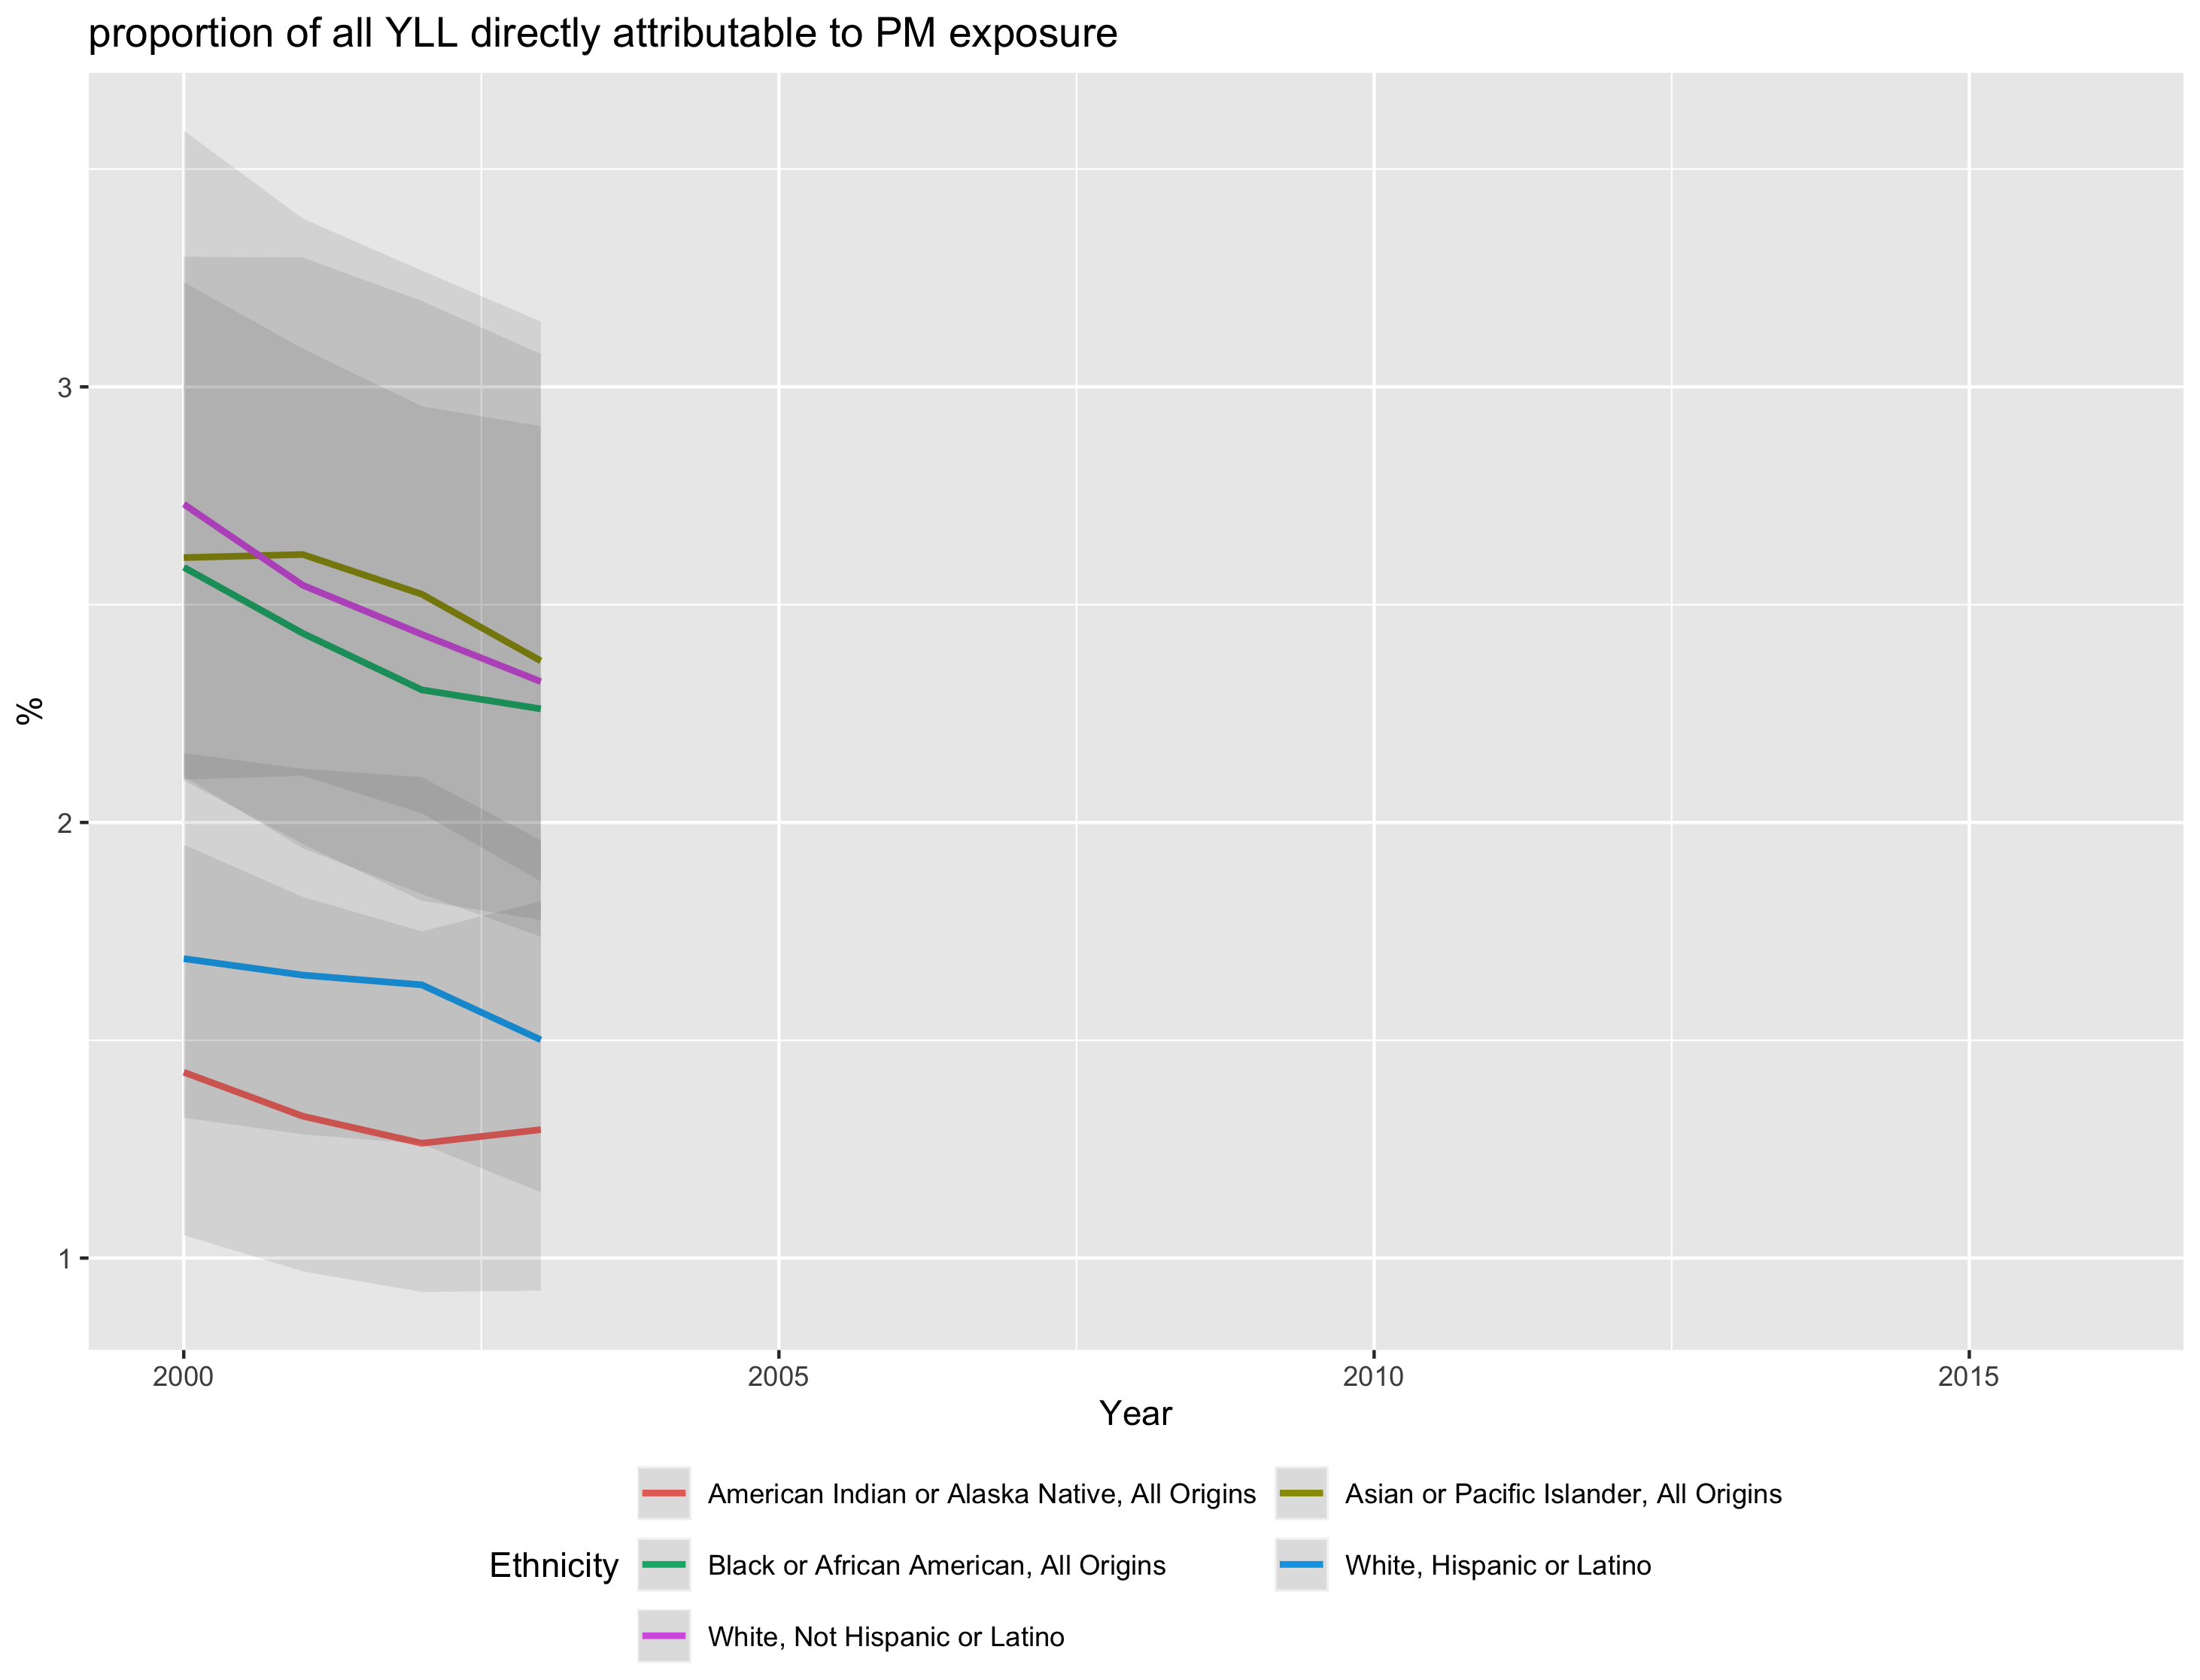 proportion of all YLL directly attributable to PM exposure
%
3
2
1
2000 2005 2010 2015
Year
Ethnicity
American Indian or Alaska Native, All Origins
Asian or Pacific Islander, All Origins
Black or African American, All Origins
White, Hispanic or Latino
White, Not Hispanic or Latino